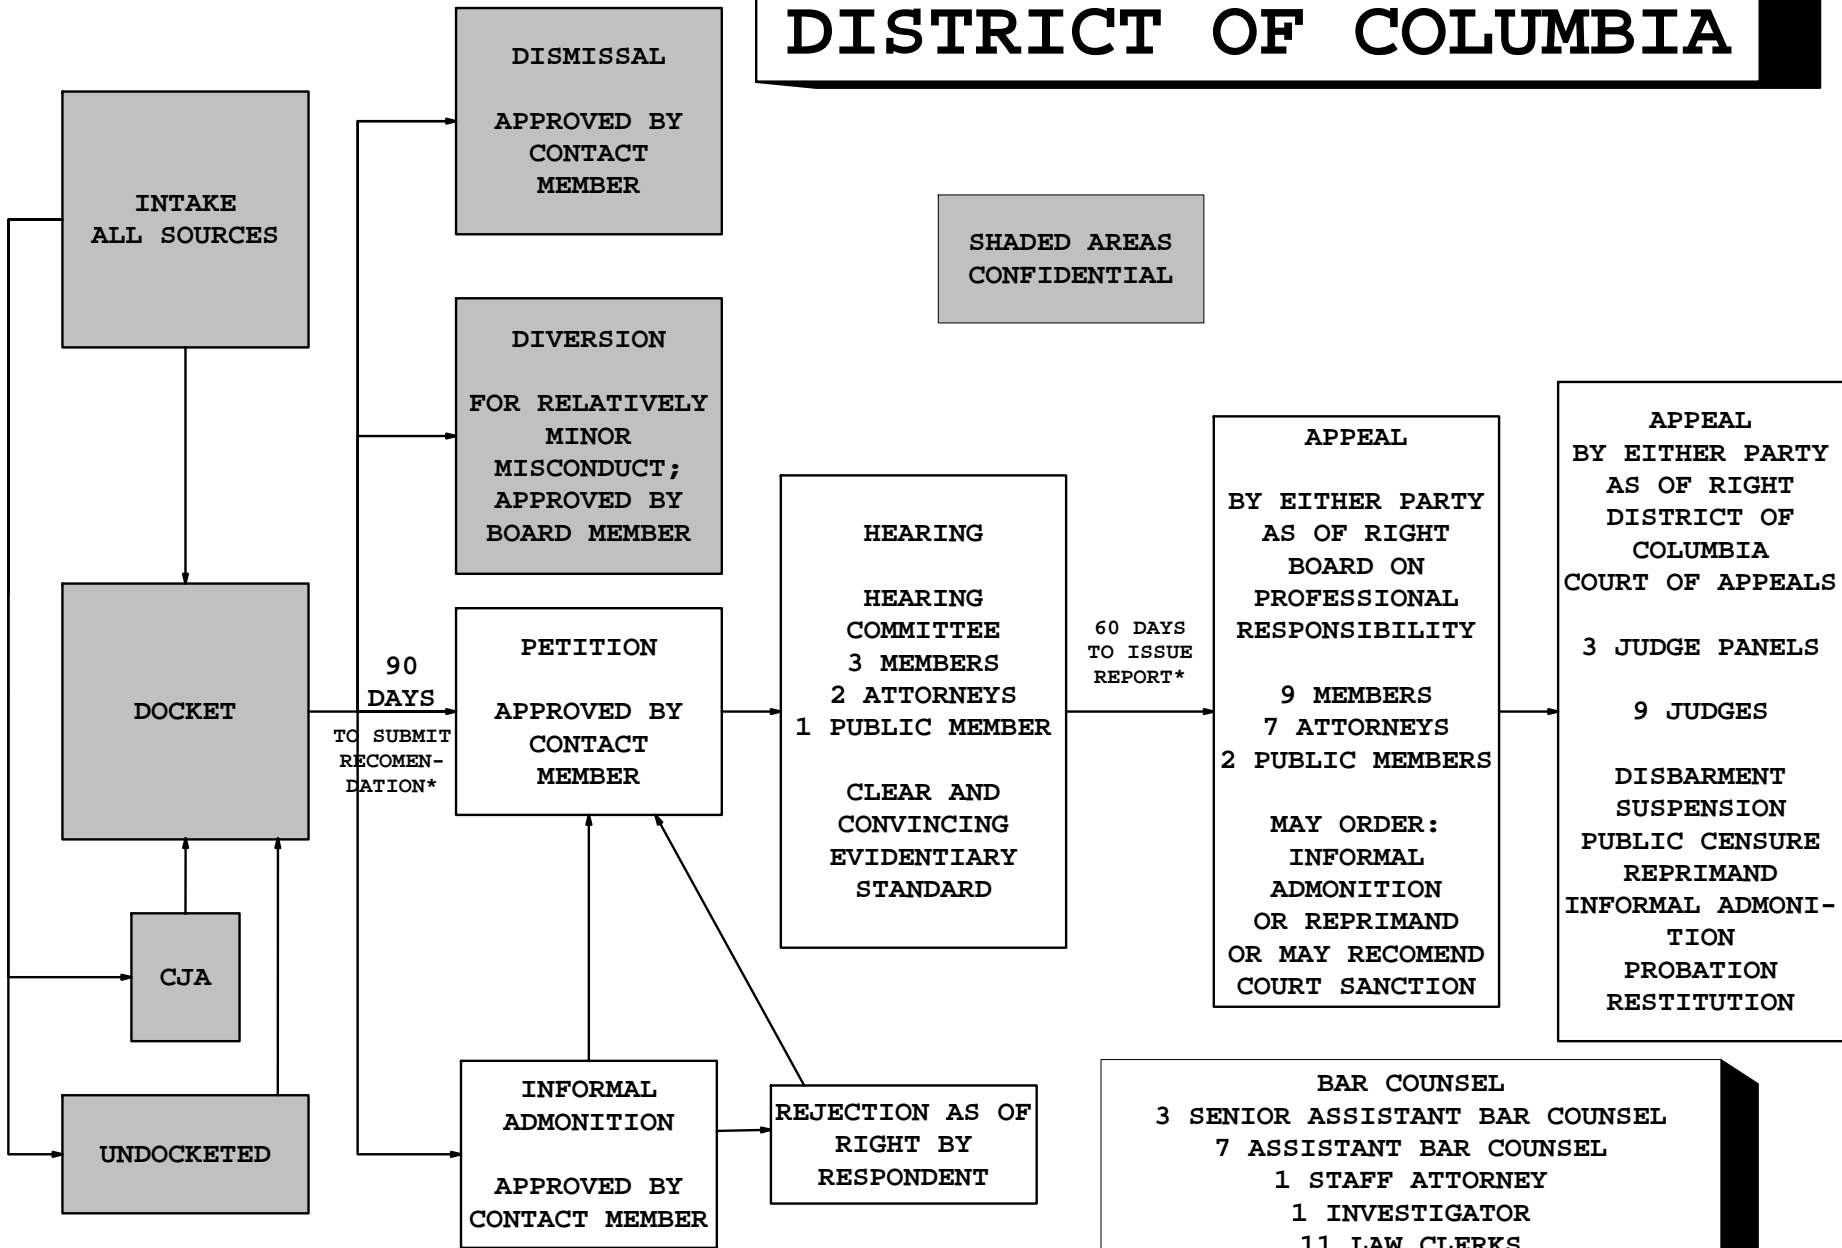 DISTRICT OF COLUMBIA
INTAKE
ALL SOURCES
DISMISSAL
APPROVED BY
CONTACT
MEMBER
SHADED AREAS
CONFIDENTIAL
DIVERSION
FOR RELATIVELY
MINOR
MISCONDUCT;
APPROVED BY
BOARD MEMBER
DOCKET
90
DAYS
TO SUBMIT
RECOMEN-
DATION*
PETITION
APPROVED BY
CONTACT
MEMBER
HEARING
HEARING
COMMITTEE
3 MEMBERS
2 ATTORNEYS
1 PUBLIC MEMBER
CLEAR AND
CONVINCING
EVIDENTIARY
STANDARD
60 DAYS
TO ISSUE
REPORT*
APPEAL
BY EITHER PARTY
AS OF RIGHT
BOARD ON
PROFESSIONAL
RESPONSIBILITY
9 MEMBERS
7 ATTORNEYS
2 PUBLIC MEMBERS
MAY ORDER:
INFORMAL
ADMONITION
OR REPRIMAND
OR MAY RECOMEND
COURT SANCTION
APPEAL
BY EITHER PARTY
AS OF RIGHT
DISTRICT OF
COLUMBIA
COURT OF APPEALS
3 JUDGE PANELS
9 JUDGES
DISBARMENT
SUSPENSION
PUBLIC CENSURE
REPRIMAND
INFORMAL ADMONI-
TION
PROBATION
RESTITUTION
CJA
UNDOCKETED
INFORMAL
ADMONITION
APPROVED BY
CONTACT MEMBER
REJECTION AS OF
RIGHT BY
RESPONDENT
BAR COUNSEL
3 SENIOR ASSISTANT BAR COUNSEL
7 ASSISTANT BAR COUNSEL
1 STAFF ATTORNEY
1 INVESTIGATOR
11 LAW CLERKS